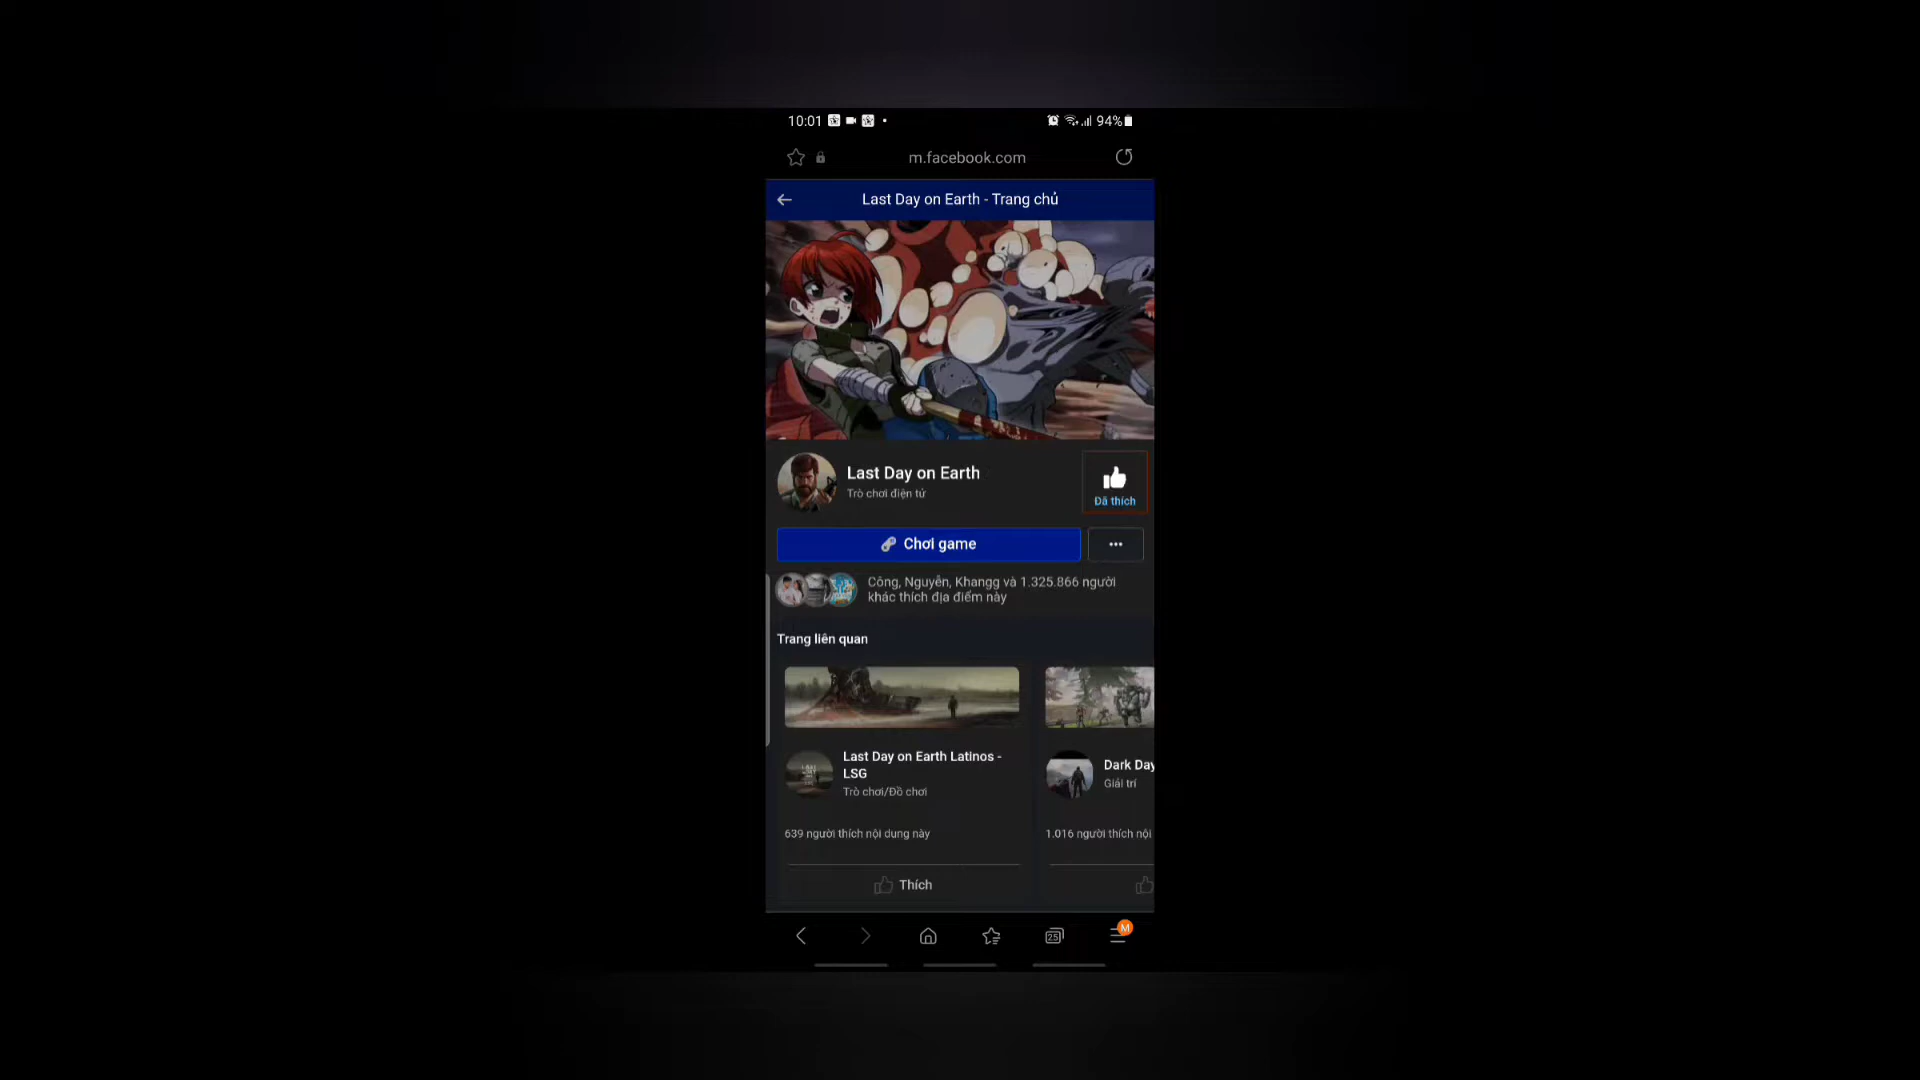 10:01
94%
m.facebook.com
Last Day on Earth - Trang chủ
Last Day on Earth
Trò chơi điện tử
Đã thích
Chơi game
Công, Nguyên, Khangg và 1.325.866 người
khác thích địa điểm này
Trang liên quan
Last Day on Earth Latinos -
LSG
Trò chơi/Đồ chơi
Dark Day
Giải trí
639 người thích nội dung này
1.016 người thích nội
Thích
25
M